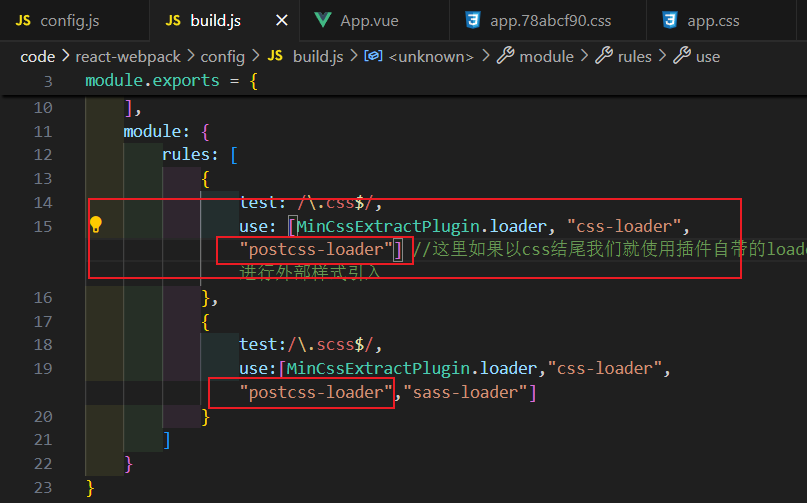 JS config.js JS build.js × App.vue app.78abcf90.css app.css
code > react-webpack > config > JS build.js > <unknown> > module > rules > use
3 module.exports = {
10 ],
11 module: {
12 rules: [
13 {
14 test: /\.css$/,
15 use: [MinCssExtractPlugin.loader, "css-loader",
"postcss-loader"] //这里如果以css结尾我们就使用插件自带的loade
进行外部样式引入
16 },
17 {
18 test:/\.scss$/,
19 use:[MinCssExtractPlugin.loader,"css-loader",
"postcss-loader","sass-loader"]
20 }
21 ]
22 }
23 }